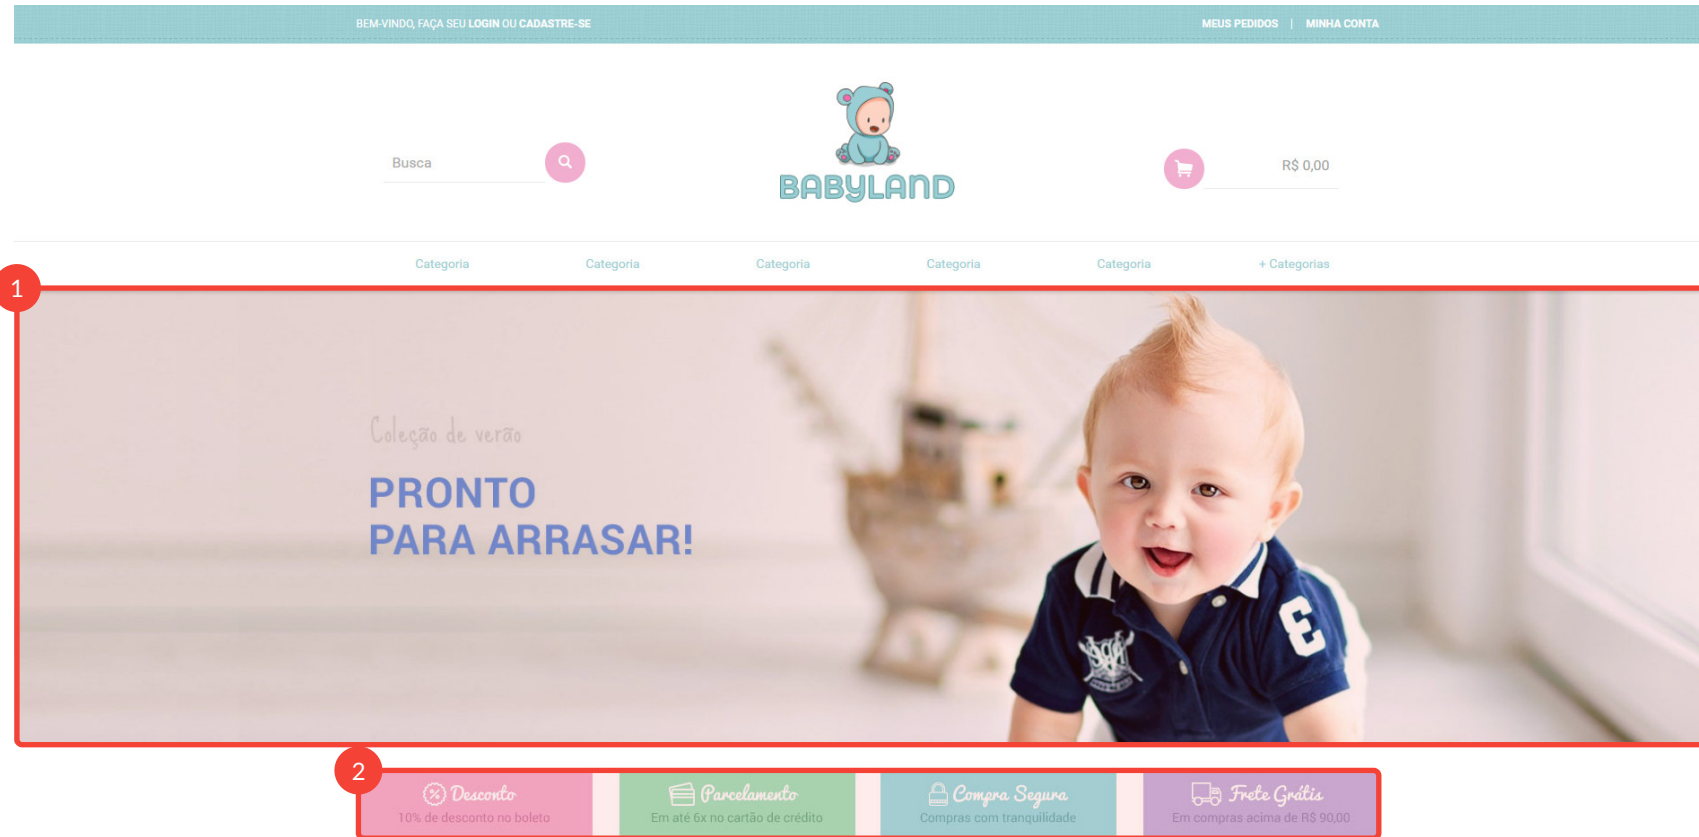 BEM-VINDO, FAÇA SEU LOGIN OU CADASTRE-SE
MEUS PEDIDOS | MINHA CONTA
Busca
BABYLAND
R$ 0,00
Categoria
Categoria
Categoria
Categoria
Categoria
+ Categorias
1
Coleção de verão
PRONTO
PARA ARRASAR!
3
2
Desconto
10% de desconto no boleto
Parcelamento
Em até 6x no cartão de crédito
Compra Segura
Compras com tranquilidade
Frete Grátis
Em compras acima de R$ 90,00